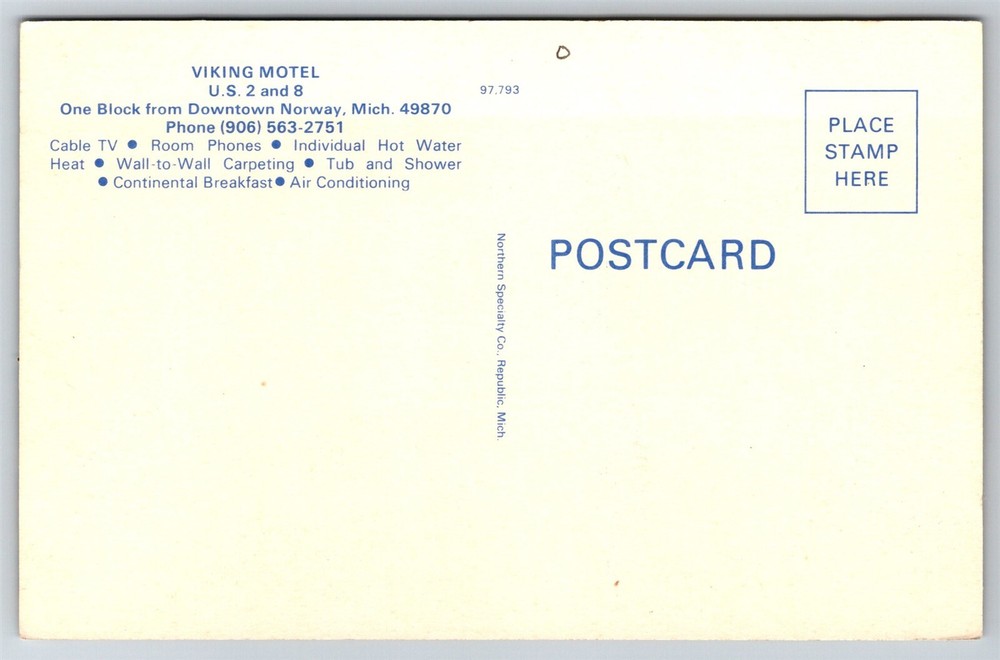 VIKING MOTEL
U.S. 2 and 8
One Block from Downtown Norway, Mich. 49870
Phone (906) 563-2751
Cable TV ● Room Phones ● Individual Hot Water
Heat ● Wall-to-Wall Carpeting ● Tub and Shower
● Continental Breakfast ● Air Conditioning
97,793
PLACE
STAMP
HERE
POSTCARD
Northern Specialty Co., Republic, Mich.